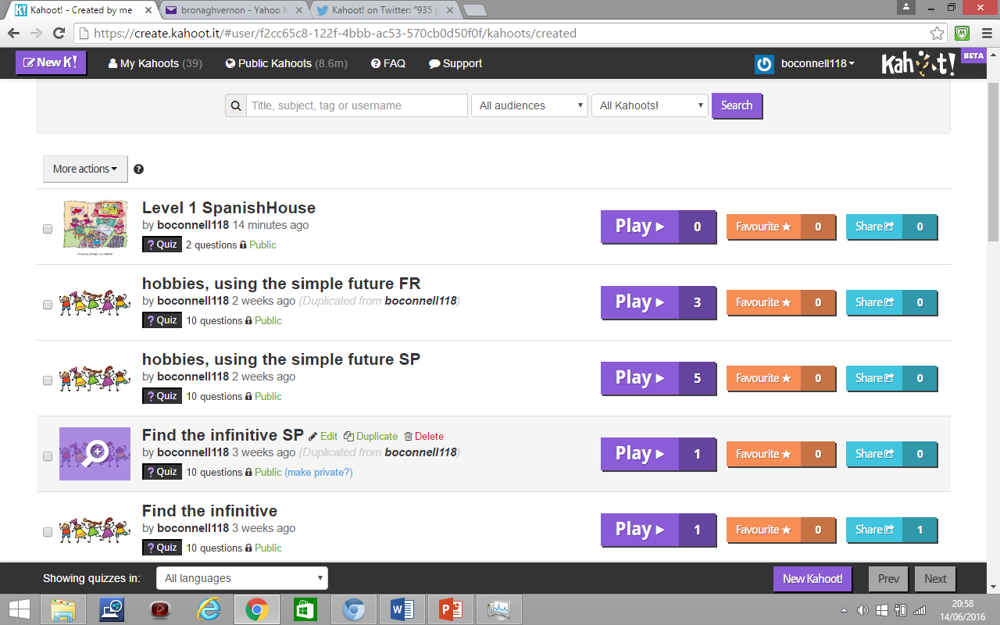 Kahoot! - Created by me
bronaghvernon - Yahoo M
Kahoot! on Twitter: "935 p
https://create.kahoot.it/#user/f2cc65c8-122f-4bbb-ac53-570cb0d50f0f/kahoots/created
New K!
My Kahoots (39)
Public Kahoots (8.6m)
FAQ
Support
boconnell118
Kahoot!
BETA
Title, subject, tag or username
All audiences
All Kahoots!
Search
More actions
Level 1 SpanishHouse
by boconnell118 14 minutes ago
? Quiz 2 questions Public
Play 0
Favourite 0
Share 0
hobbies, using the simple future FR
by boconnell118 2 weeks ago (Duplicated from boconnell118)
? Quiz 10 questions Public
Play 3
Favourite 0
Share 0
hobbies, using the simple future SP
by boconnell118 2 weeks ago
? Quiz 10 questions Public
Play 5
Favourite 0
Share 0
Find the infinitive SP Edit Duplicate Delete
by boconnell118 3 weeks ago (Duplicated from boconnell118)
? Quiz 10 questions Public (make private?)
Play 1
Favourite 0
Share 0
Find the infinitive
by boconnell118 3 weeks ago
? Quiz 10 questions Public
Play 1
Favourite 0
Share 1
Showing quizzes in: All languages
New Kahoot!
Prev
Next
20:58
14/06/2016